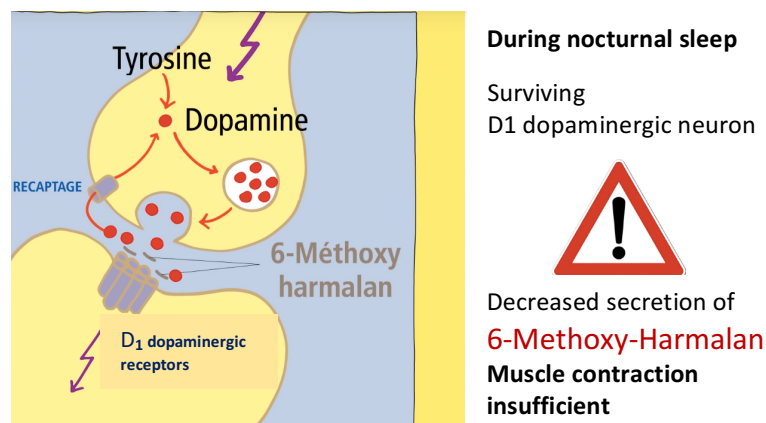 Tyrosine
Dopamine
RECAPTAGE
6-Méthoxy
harmalan
D1 dopaminergic
receptors
During nocturnal sleep
Surviving
D1 dopaminergic neuron
Decreased secretion of
6-Methoxy-Harmalan
Muscle contraction
insufficient